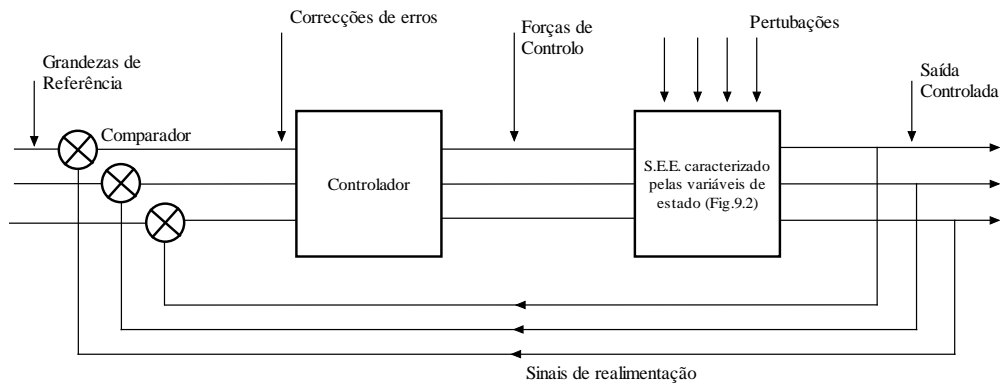 Correcções de erros
Forças de
Controlo
Pertubações
Grandezas de
Referência
Saída
Controlada
Comparador
Controlador
S.E.E. caracterizado
pelas variáveis de
estado (Fig.9.2)
Sinais de realimentação